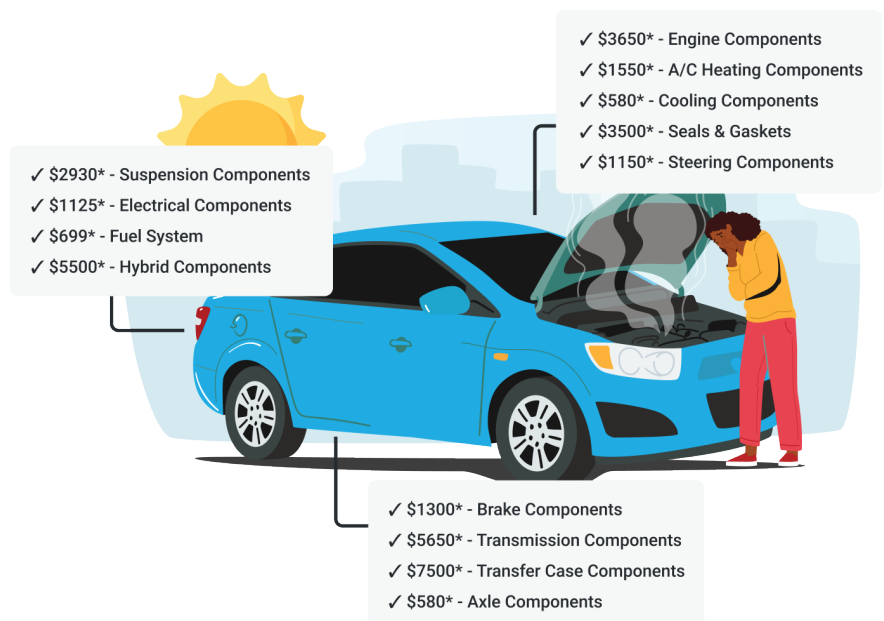 ✓ $3650* - Engine Components
✓ $1550* - A/C Heating Components
✓ $580* - Cooling Components
✓ $3500* - Seals & Gaskets
✓ $1150* - Steering Components
✓ $2930* - Suspension Components
✓ $1125* - Electrical Components
✓ $699* - Fuel System
✓ $5500* - Hybrid Components
✓ $1300* - Brake Components
✓ $5650* - Transmission Components
✓ $7500* - Transfer Case Components
✓ $580* - Axle Components